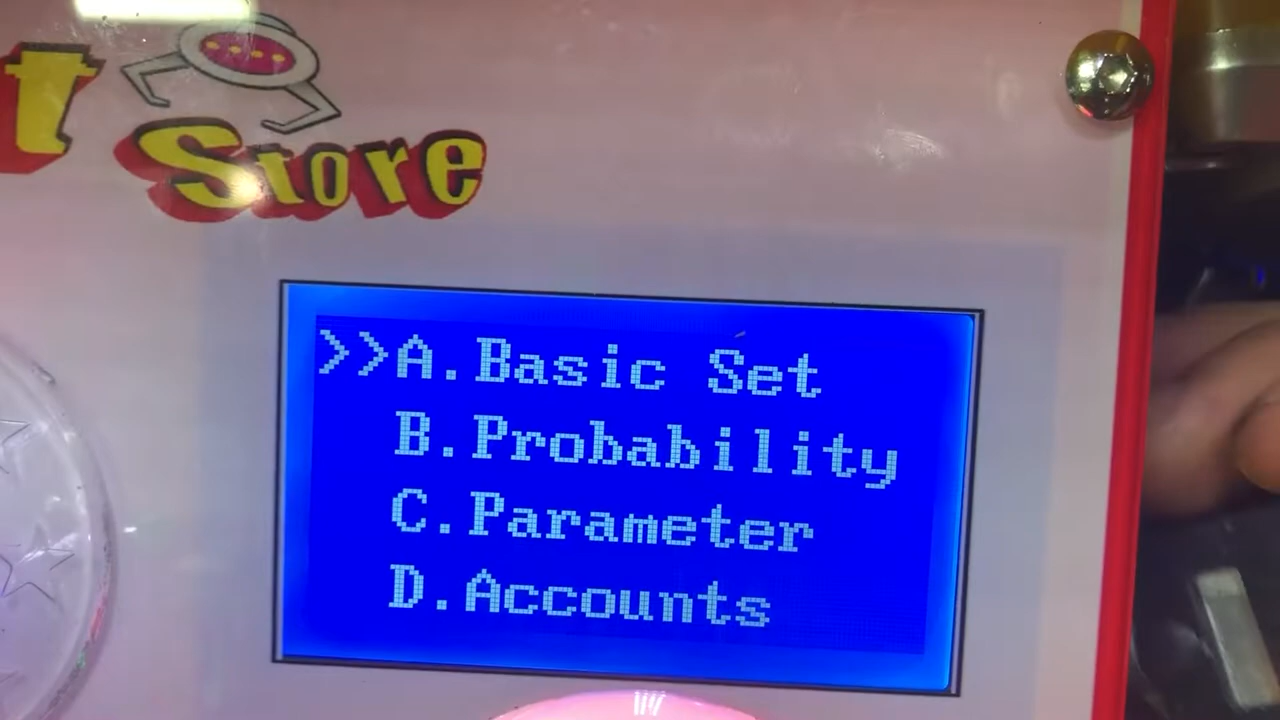 t
Store
>>A.Basic Set
B.Probability
C.Parameter
D.Accounts